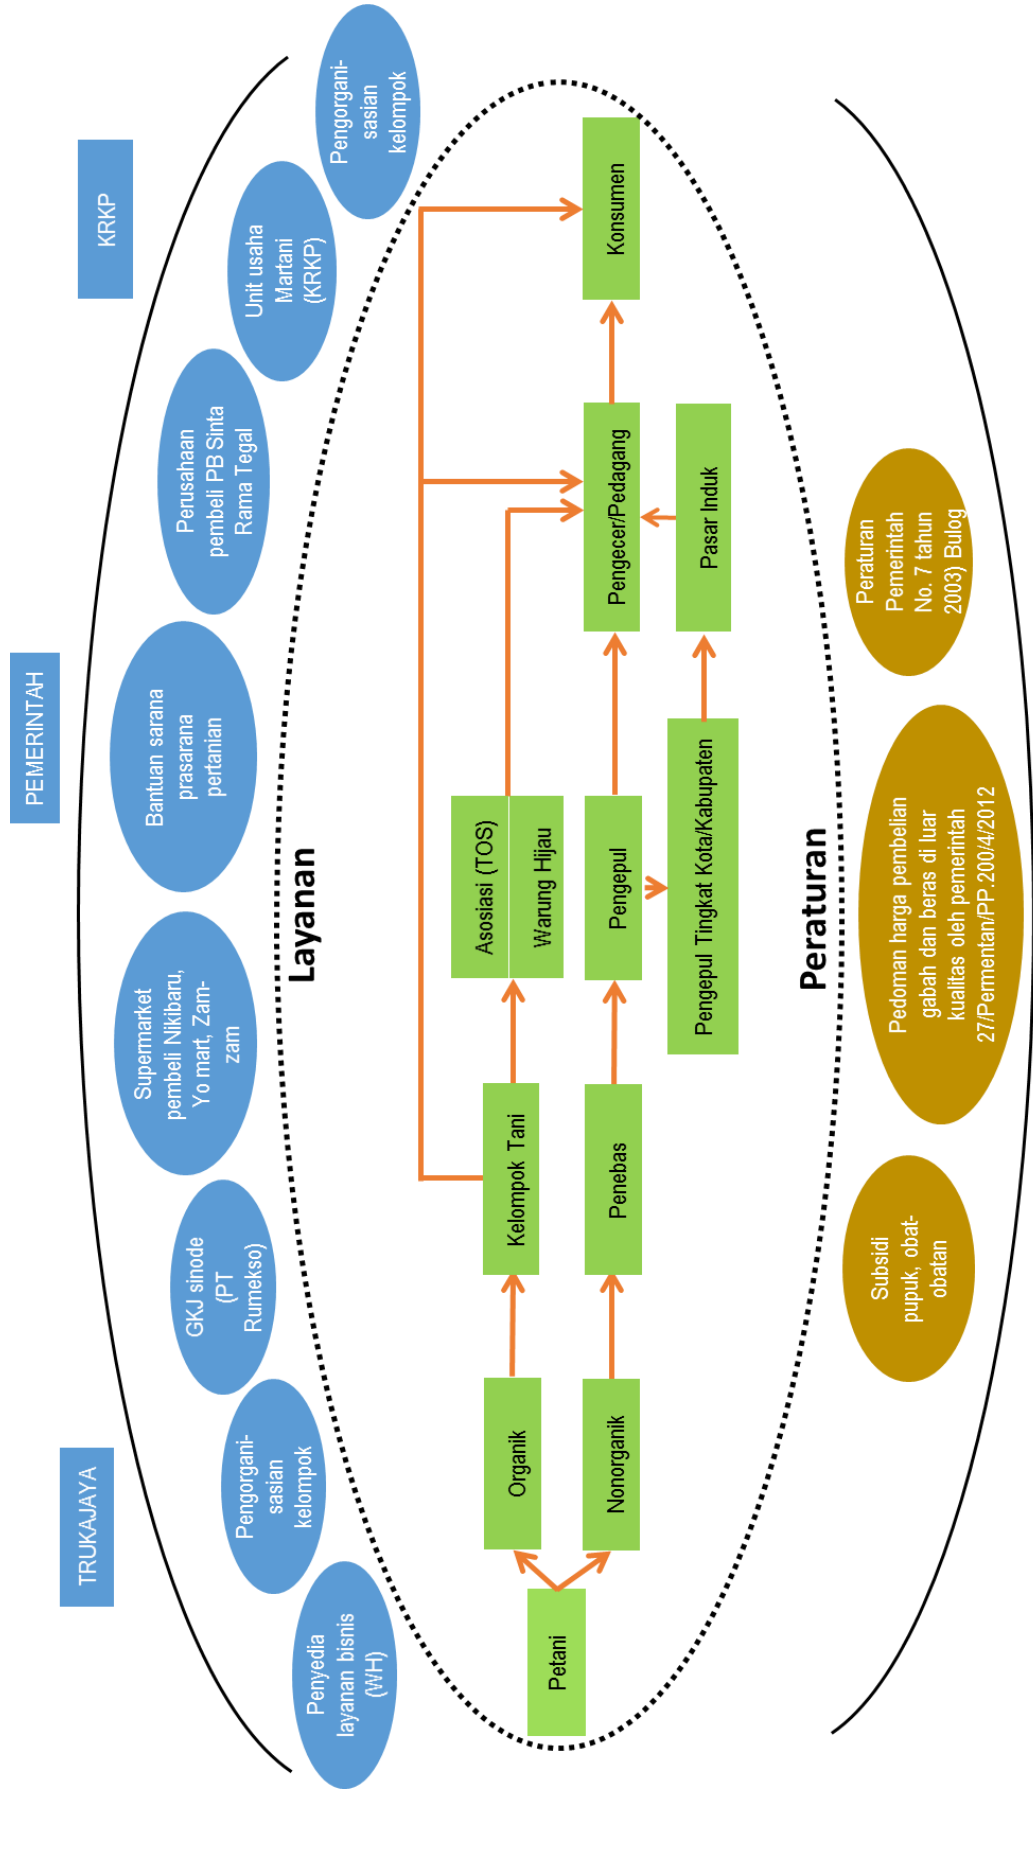 TRUKAJAYA
PEMERINTAH
KRKP
Penyedia
layanan bisnis
(WH)
Pengorgani-
sasian
kelompok
GKJ sinode
(PT
Rumekso)
Supermarket
pembeli Nikibaru,
Yo mart, Zam-
zam
Bantuan sarana
prasarana
pertanian
Perusahaan
pembeli PB Sinta
Rama Tegal
Unit usaha
Martani
(KRKP)
Pengorgani-
sasian
kelompok
Layanan
Petani
Organik
Nonorganik
Kelompok Tani
Penebas
Asosiasi (TOS)
Warung Hijau
Pengepul
Pengepul Tingkat Kota/Kabupaten
Pengecer/Pedagang
Pasar Induk
Konsumen
Peraturan
Subsidi
pupuk, obat-
obatan
Pedoman harga pembelian
gabah dan beras di luar
kualitas oleh pemerintah
27/Permentan/PP.200/4/2012
Peraturan
Pemerintah
No. 7 tahun
2003) Bulog